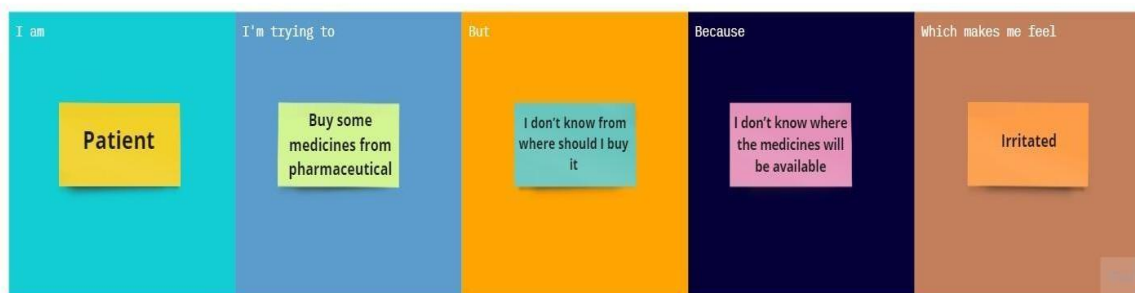 I am
I'm trying to
But
Because
Which makes me feel
Patient
Buy some
medicines from
pharmaceutical
I don't know from
where should I buy
it
I don't know where
the medicines will
be available
Irritated